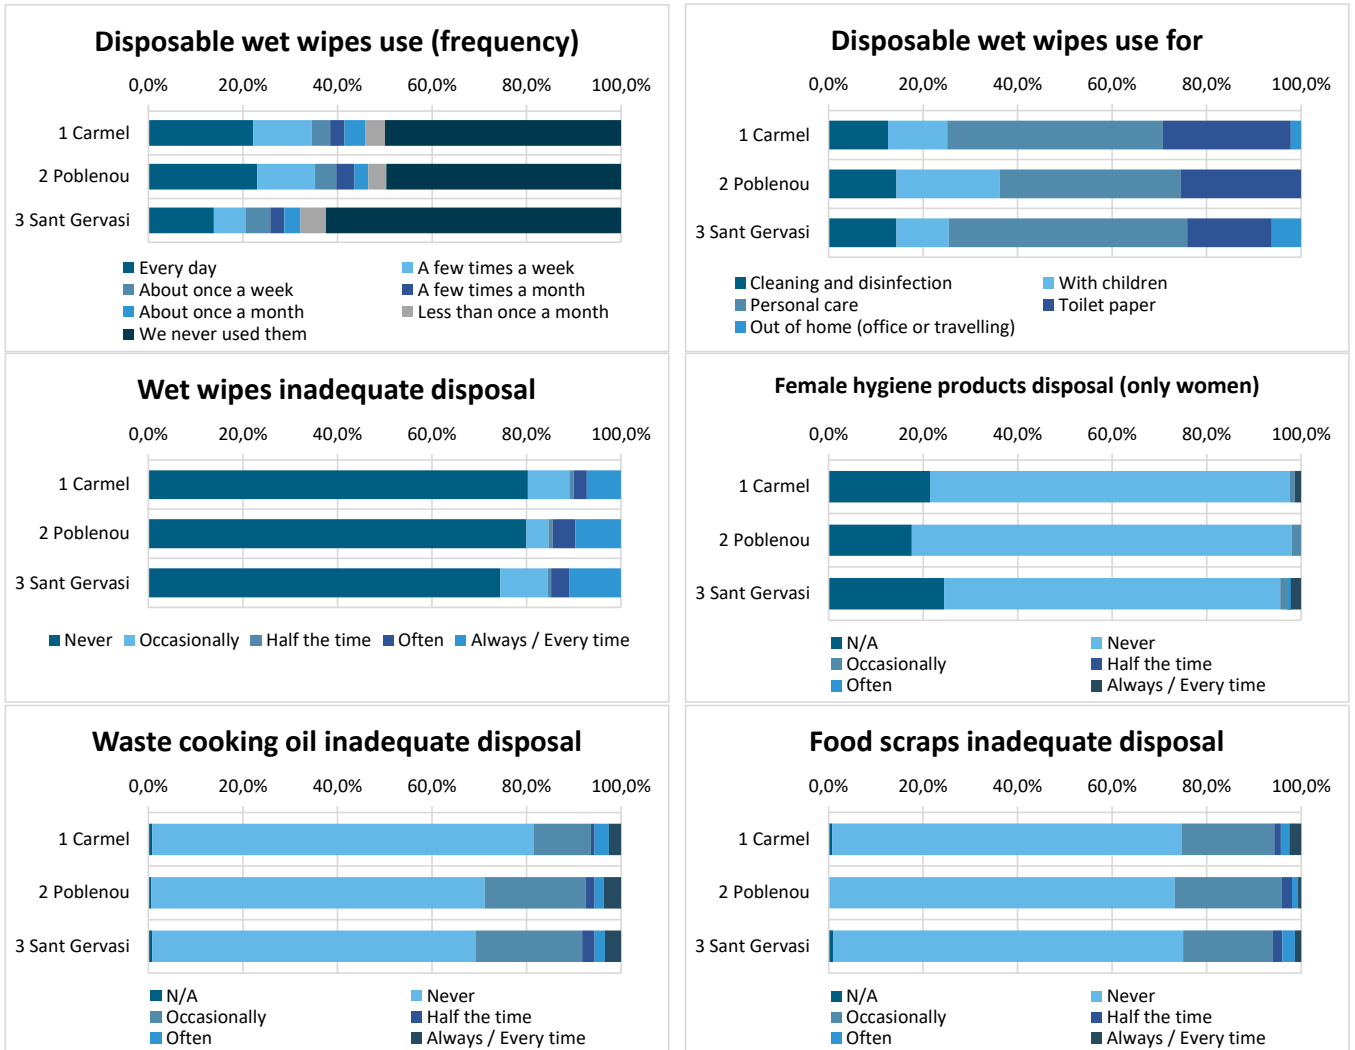 Disposable wet wipes use (frequency)
0,0% 20,0% 40,0% 60,0% 80,0% 100,0%
1 Carmel
2 Poblenou
3 Sant Gervasi
Every day A few times a week
About once a week A few times a month
About once a month Less than once a month
We never used them
Disposable wet wipes use for
0,0% 20,0% 40,0% 60,0% 80,0% 100,0%
1 Carmel
2 Poblenou
3 Sant Gervasi
Cleaning and disinfection With children
Personal care Toilet paper
Out of home (office or travelling)
Wet wipes inadequate disposal
0,0% 20,0% 40,0% 60,0% 80,0% 100,0%
1 Carmel
2 Poblenou
3 Sant Gervasi
Never Occasionally Half the time Often Always / Every time
Female hygiene products disposal (only women)
0,0% 20,0% 40,0% 60,0% 80,0% 100,0%
1 Carmel
2 Poblenou
3 Sant Gervasi
N/A Never
Occasionally Half the time
Often Always / Every time
Waste cooking oil inadequate disposal
0,0% 20,0% 40,0% 60,0% 80,0% 100,0%
1 Carmel
2 Poblenou
3 Sant Gervasi
N/A Never
Occasionally Half the time
Often Always / Every time
Food scraps inadequate disposal
0,0% 20,0% 40,0% 60,0% 80,0% 100,0%
1 Carmel
2 Poblenou
3 Sant Gervasi
N/A Never
Occasionally Half the time
Often Always / Every time